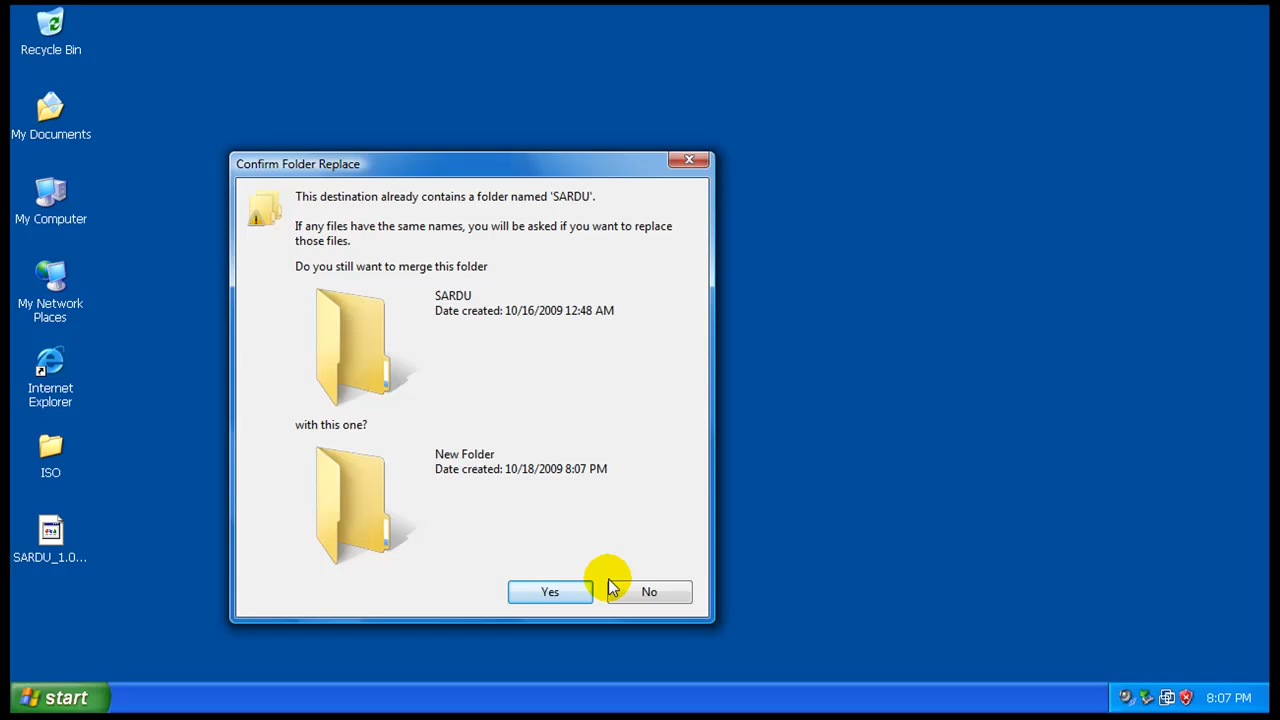 Recycle Bin
My Documents
My Computer
My Network
Places
Internet
Explorer
ISO
SARDU_1.0...
Confirm Folder Replace
This destination already contains a folder named 'SARDU'.
If any files have the same names, you will be asked if you want to replace
those files.
Do you still want to merge this folder
SARDU
Date created: 10/16/2009 12:48 AM
with this one?
New Folder
Date created: 10/18/2009 8:07 PM
Yes
No
start
8:07 PM